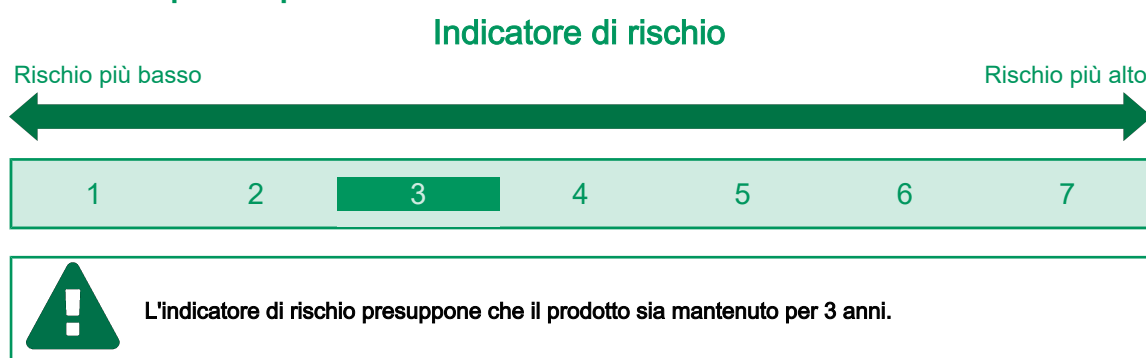 Indicatore di rischio
Rischio più basso Rischio più alto
1 2 3 4 5 6 7
L'indicatore di rischio presuppone che il prodotto sia mantenuto per 3 anni.